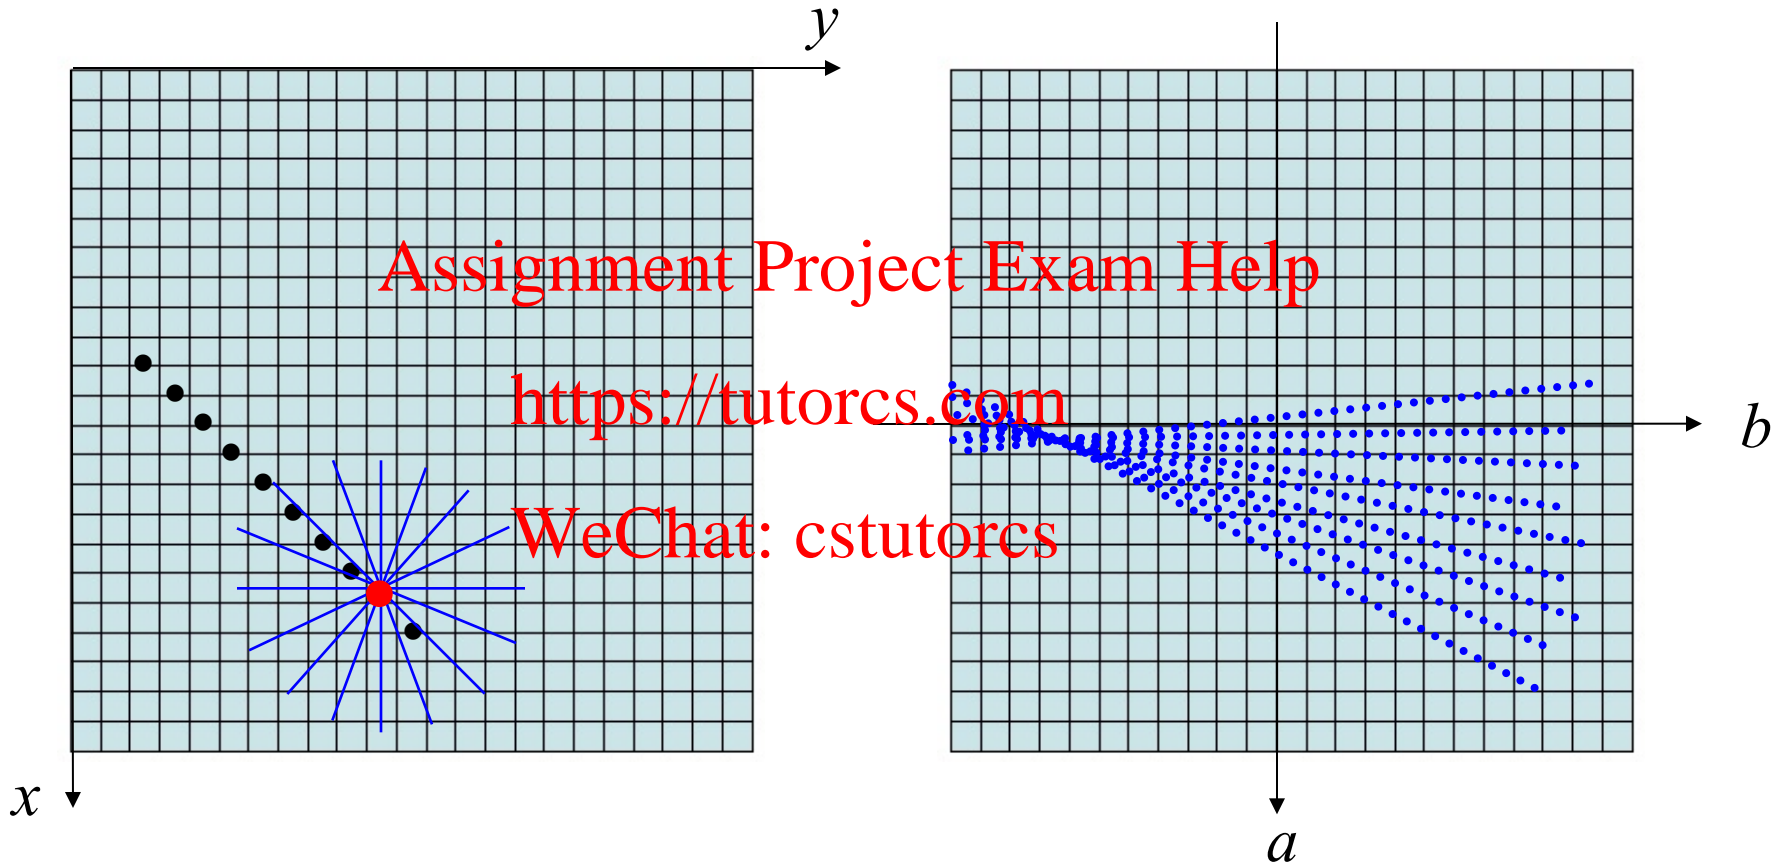 y
Assignment Project Exam Help
https://tutorcs.com
b
WeChat: cstutorcs
x
a